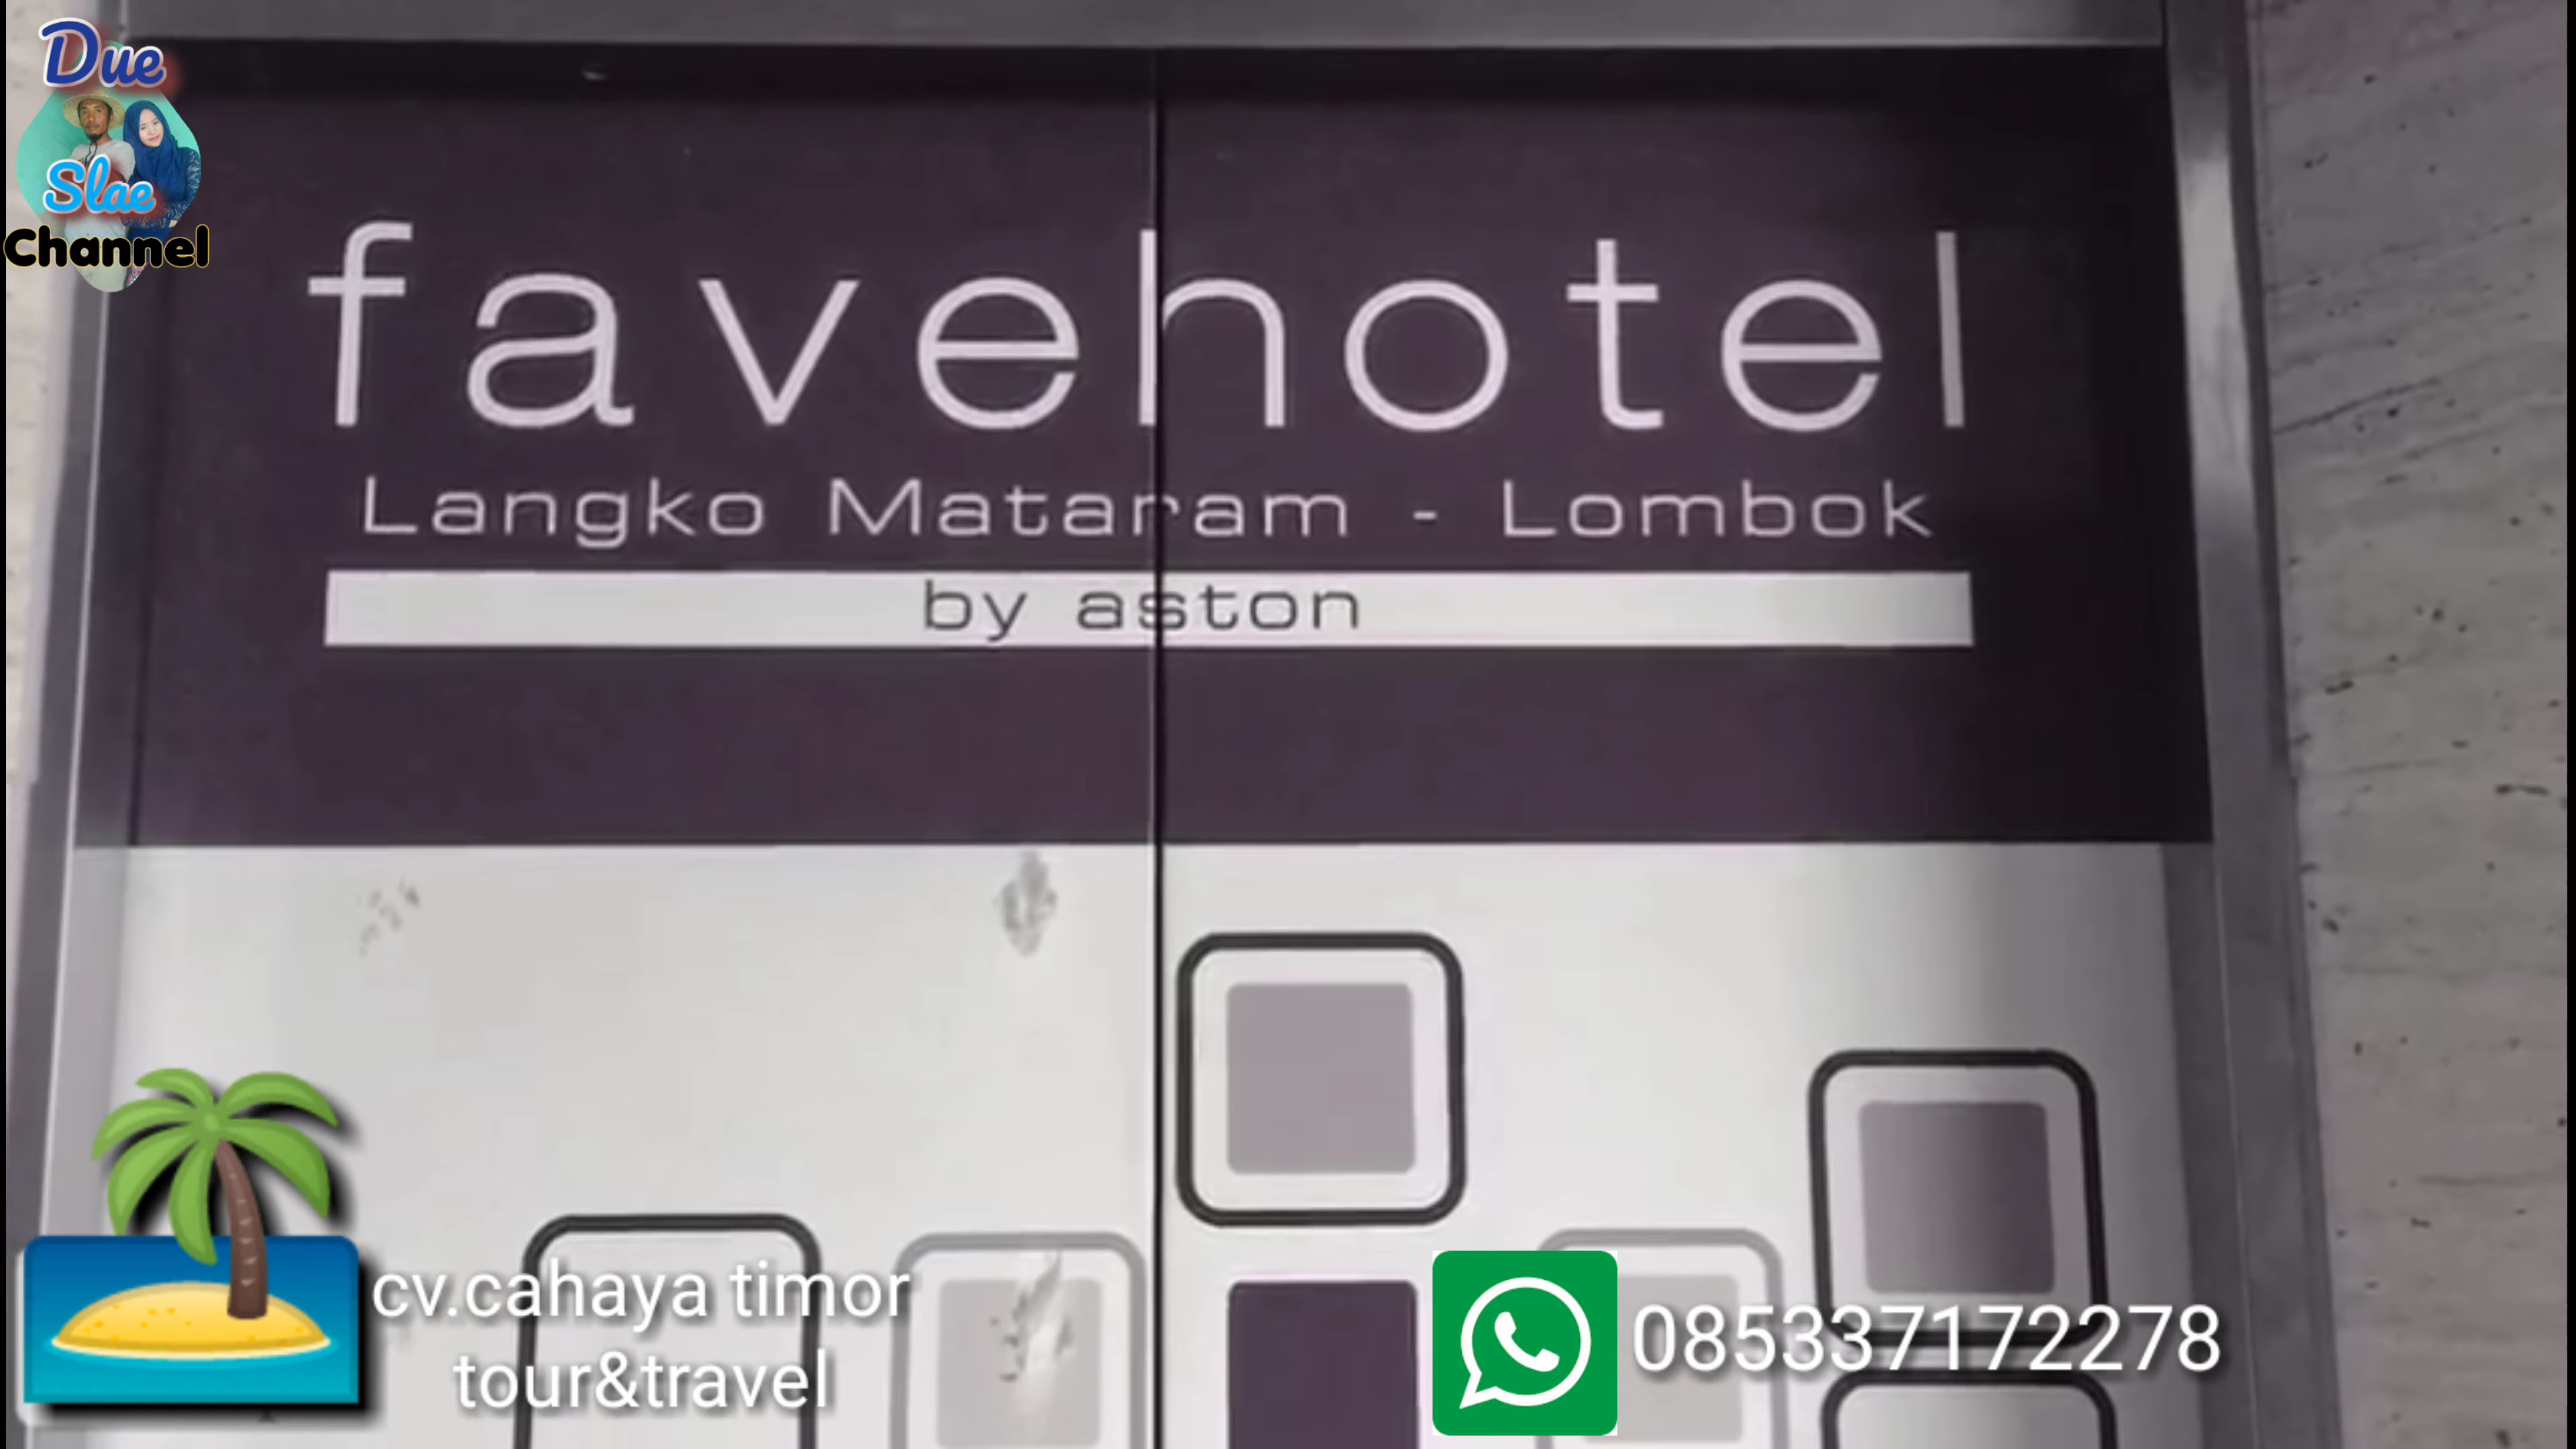 Due
Slae
Channel
favehotel
Langko Mataram - Lombok
by aston
cv.cahaya timor
tour&travel
085337172278